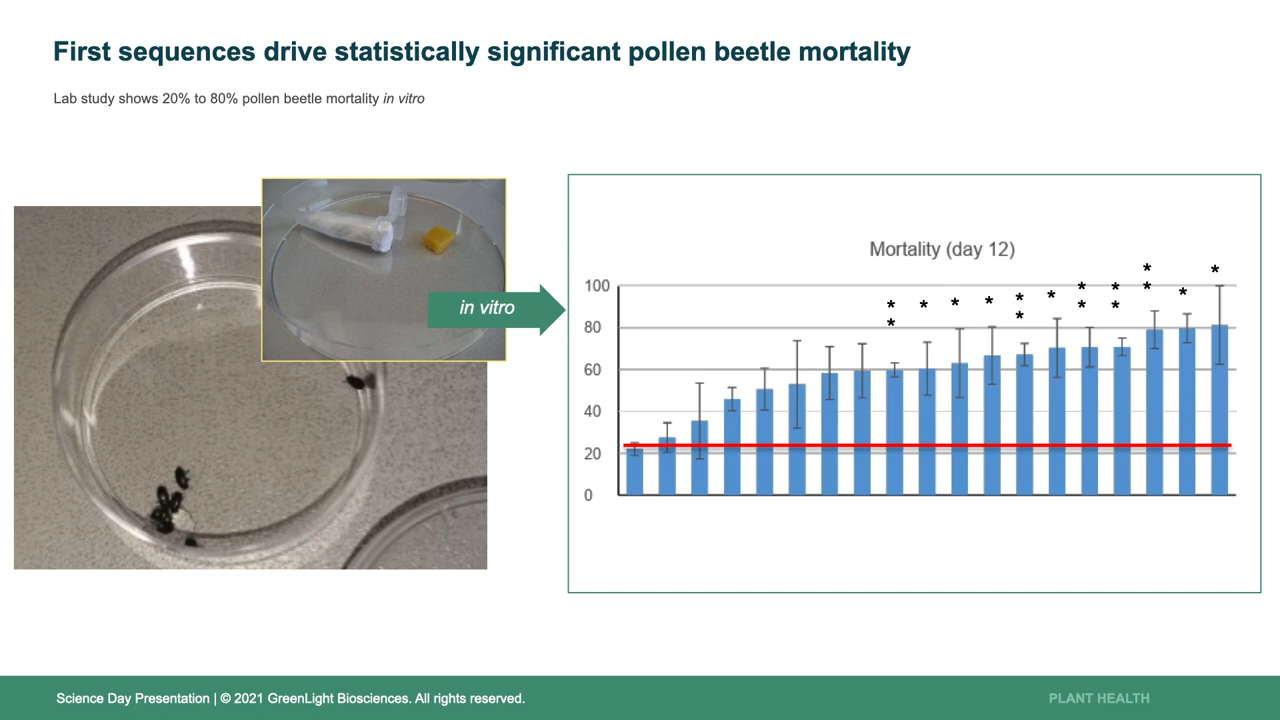 First sequences drive statistically significant pollen beetle mortality
Lab study shows 20% to 80% pollen beetle mortality in vitro
in vitro
Mortality (day 12)
100
80
60
40
20
0
* * * * * * * * * * *
* * * * *
Science Day Presentation | © 2021 GreenLight Biosciences. All rights reserved.
PLANT HEALTH